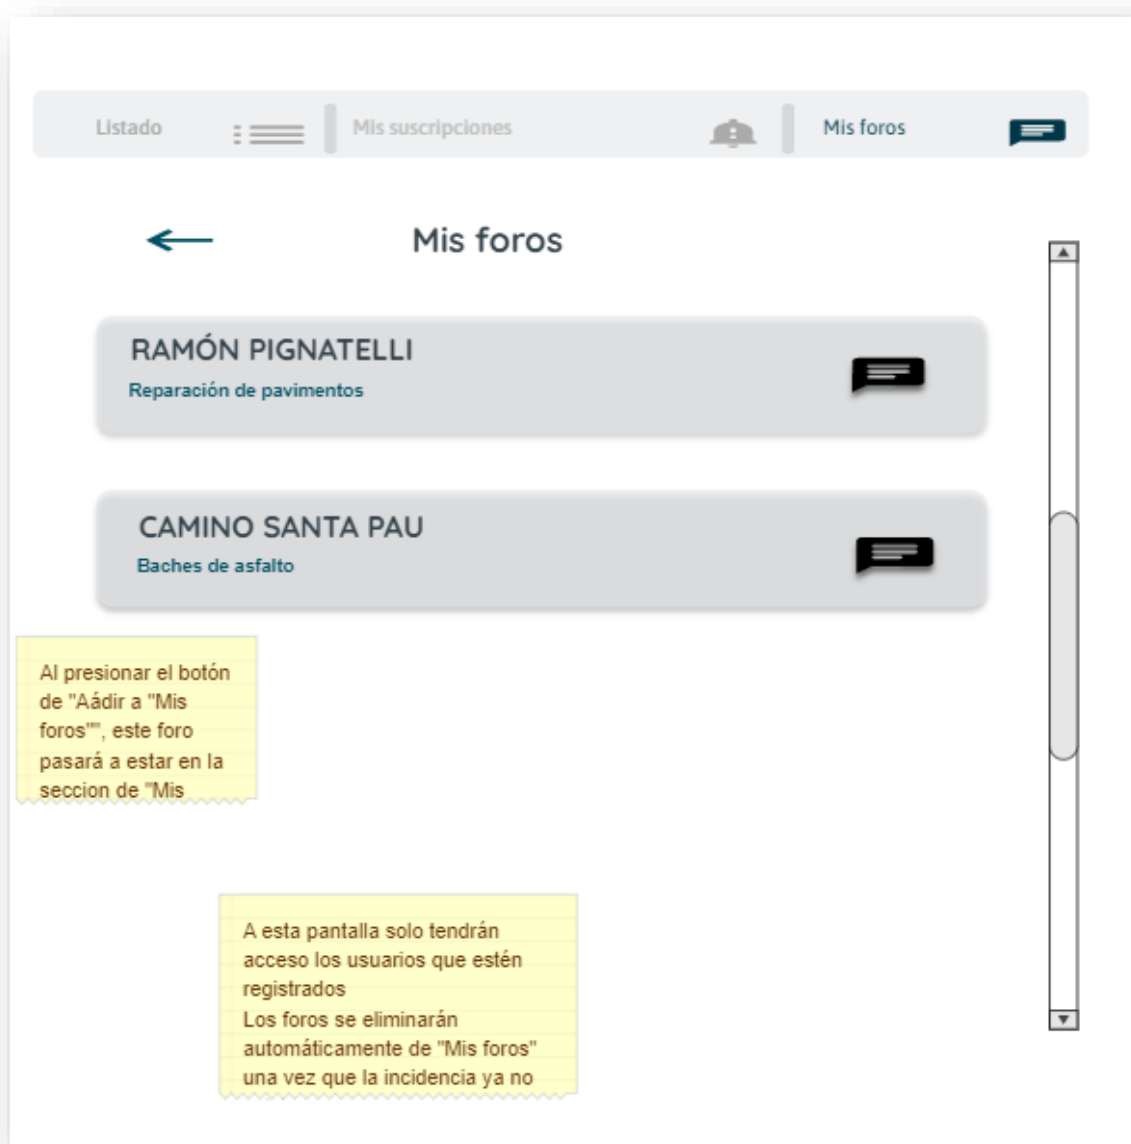 Listado
Mis suscripciones
Mis foros
Mis foros
RAMÓN PIGNATELLI
Reparación de pavimentos
CAMINO SANTA PAU
Baches de asfalto
Al presionar el botón
de "Aádir a "Mis
foros"", este foro
pasará a estar en la
seccion de "Mis
A esta pantalla solo tendrán
acceso los usuarios que estén
registrados
Los foros se eliminarán
automáticamente de "Mis foros"
una vez que la incidencia ya no